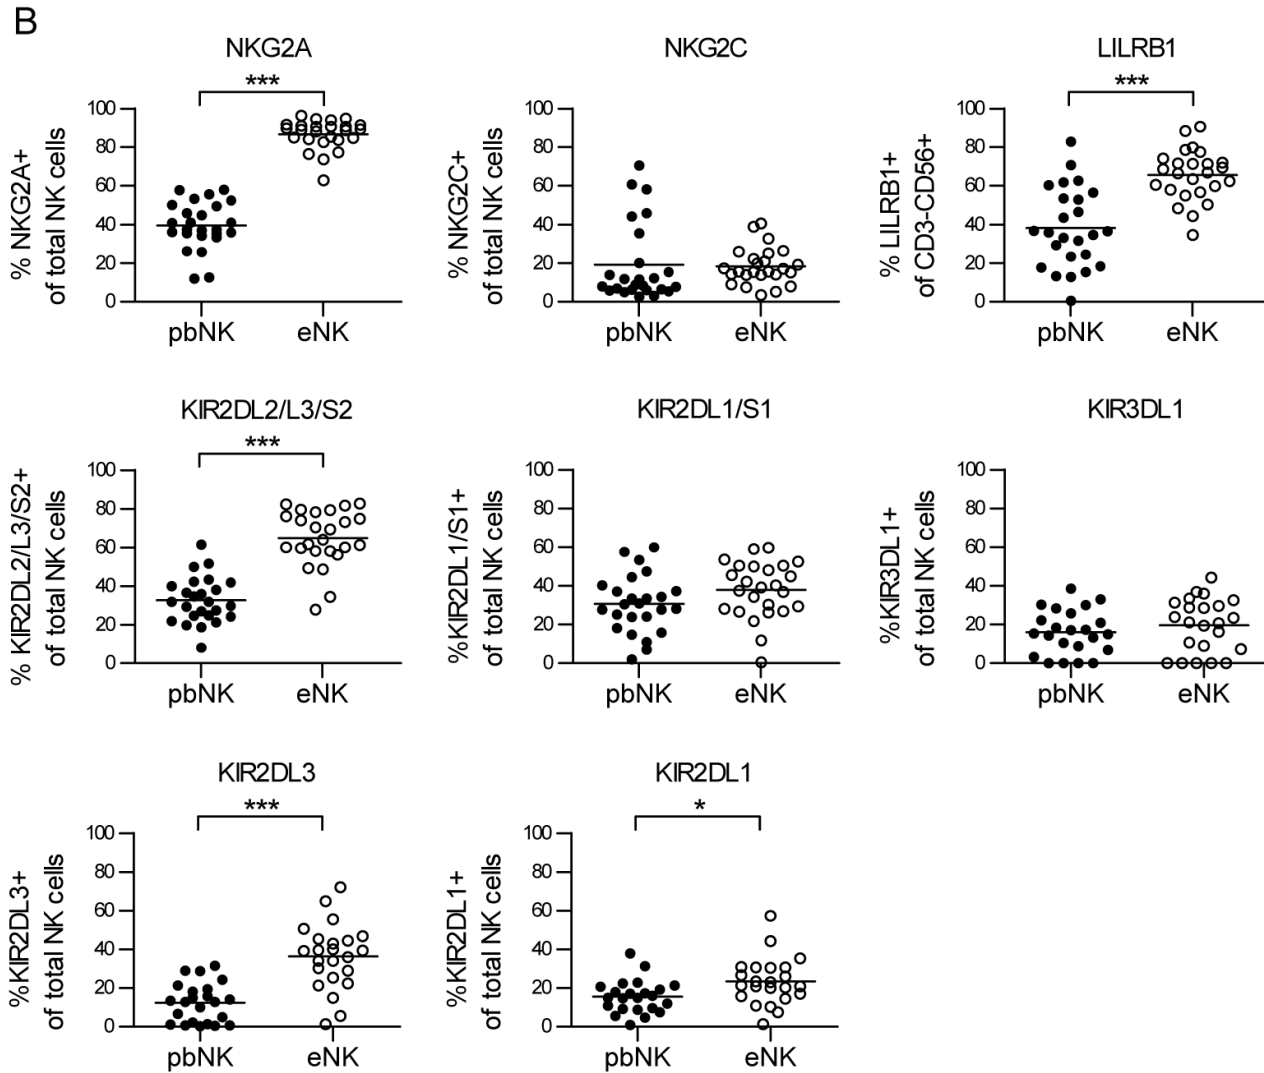 B
NKG2A
***
% NKG2A+
of total NK cells
100
80
60
40
20
0
pbNK
eNK
NKG2C
% NKG2C+
of total NK cells
100
80
60
40
20
0
pbNK
eNK
LILRB1
***
% LILRB1+
of CD3-CD56+
100
80
60
40
20
0
pbNK
eNK
KIR2DL2/L3/S2
***
% KIR2DL2/L3/S2+
of total NK cells
100
80
60
40
20
0
pbNK
eNK
KIR2DL1/S1
%KIR2DL1/S1+
of total NK cells
100
80
60
40
20
0
pbNK
eNK
KIR3DL1
%KIR3DL1+
of total NK cells
100
80
60
40
20
0
pbNK
eNK
KIR2DL3
***
%KIR2DL3+
of total NK cells
100
80
60
40
20
0
pbNK
eNK
KIR2DL1
*
%KIR2DL1+
of total NK cells
100
80
60
40
20
0
pbNK
eNK